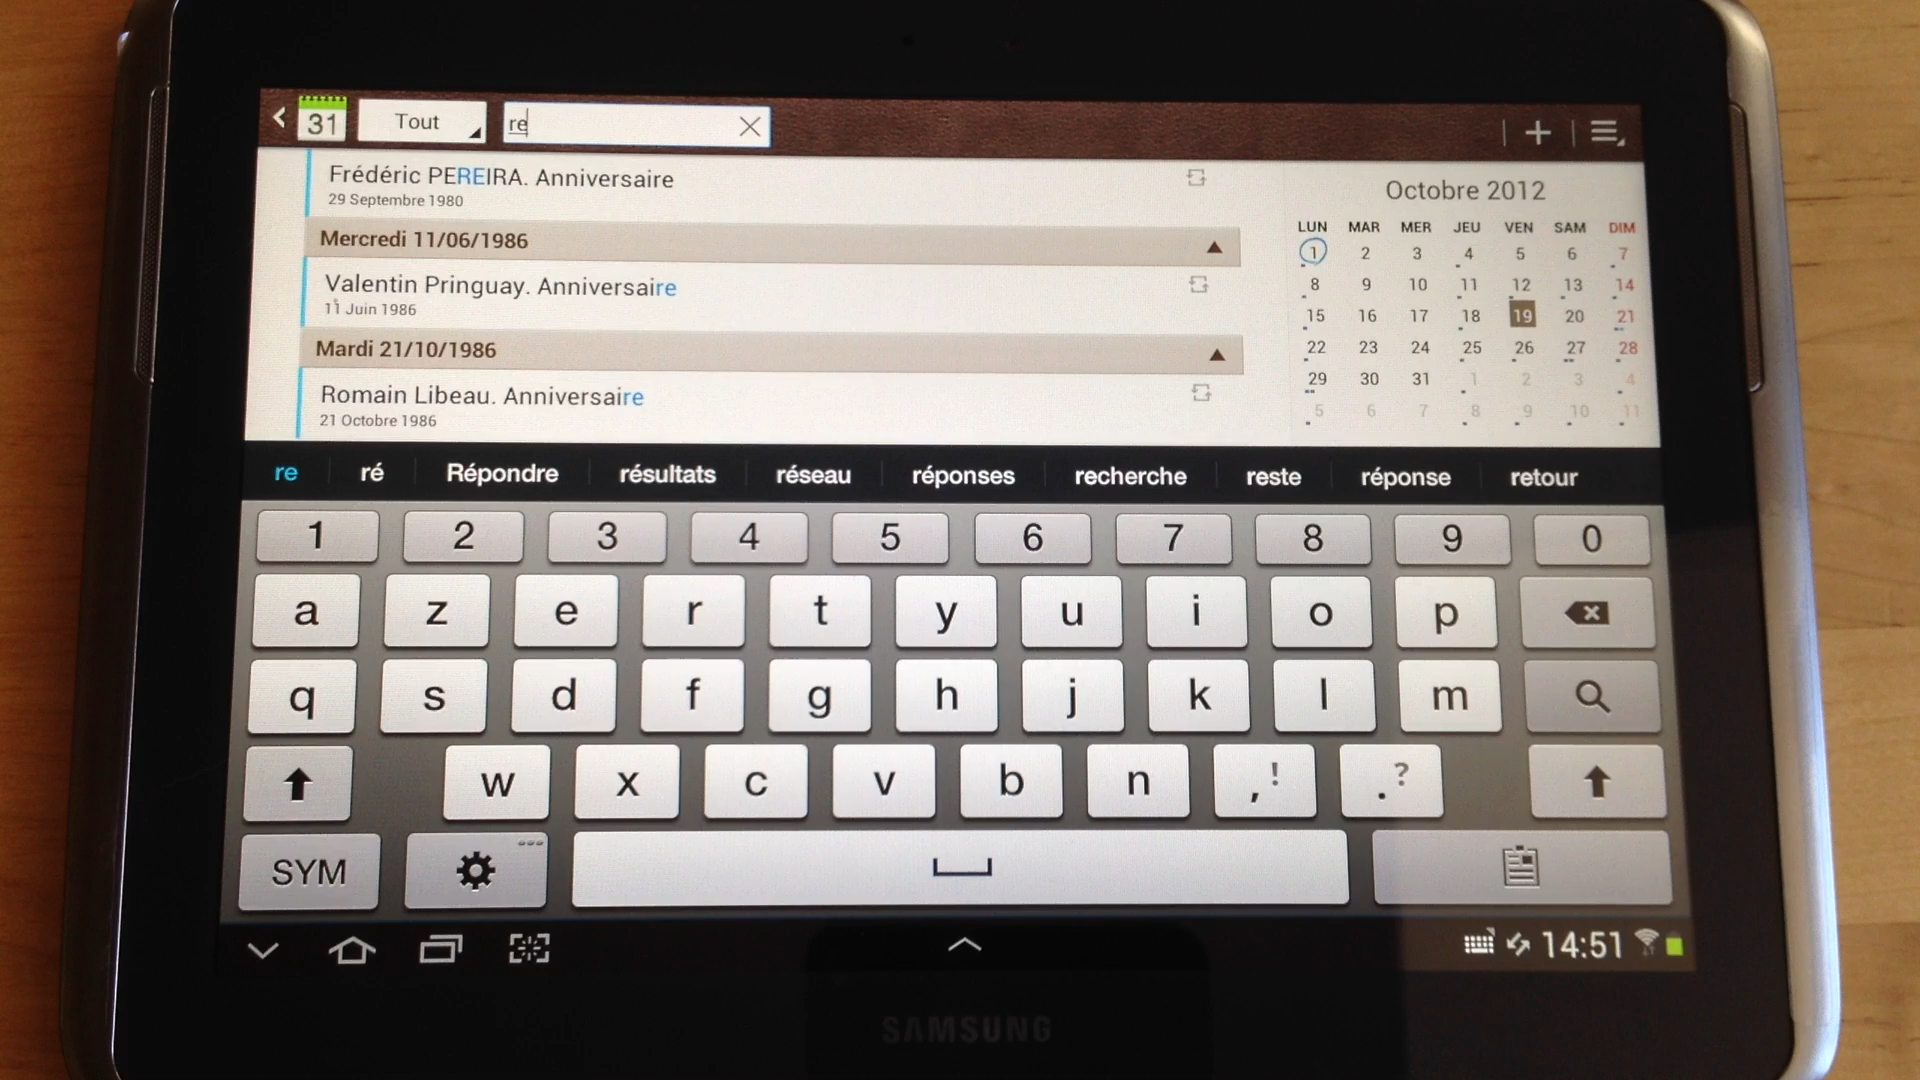 31 Tout re
Frédéric PEREIRA. Anniversaire
29 Septembre 1980
Mercredi 11/06/1986
Valentin Pringuay. Anniversaire
11 Juin 1986
Mardi 21/10/1986
Romain Libeau. Anniversaire
21 Octobre 1986
Octobre 2012
LUN MAR MER JEU VEN SAM DIM
1 2 3 4 5 6 7
8 9 10 11 12 13 14
15 16 17 18 19 20 21
22 23 24 25 26 27 28
29 30 31 1 2 3 4
5 6 7 8 9 10 11
re ré Répondre résultats réseau réponses recherche reste réponse retour
1 2 3 4 5 6 7 8 9 0
a z e r t y u i o p
q s d f g h j k l m
w x c v b n , ! . ?
SYM
14:51
SAMSUNG